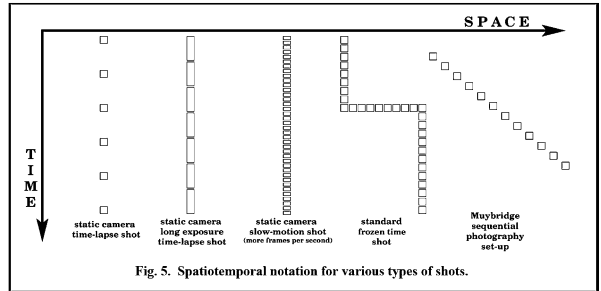 SPACE
TIME
static camera
time-lapse shot
static camera
long exposure
time-lapse shot
static camera
slow-motion shot
(more frames per second)
standard
frozen time
shot
Muybridge
sequential
photography
set-up
Fig. 5. Spatiotemporal notation for various types of shots.